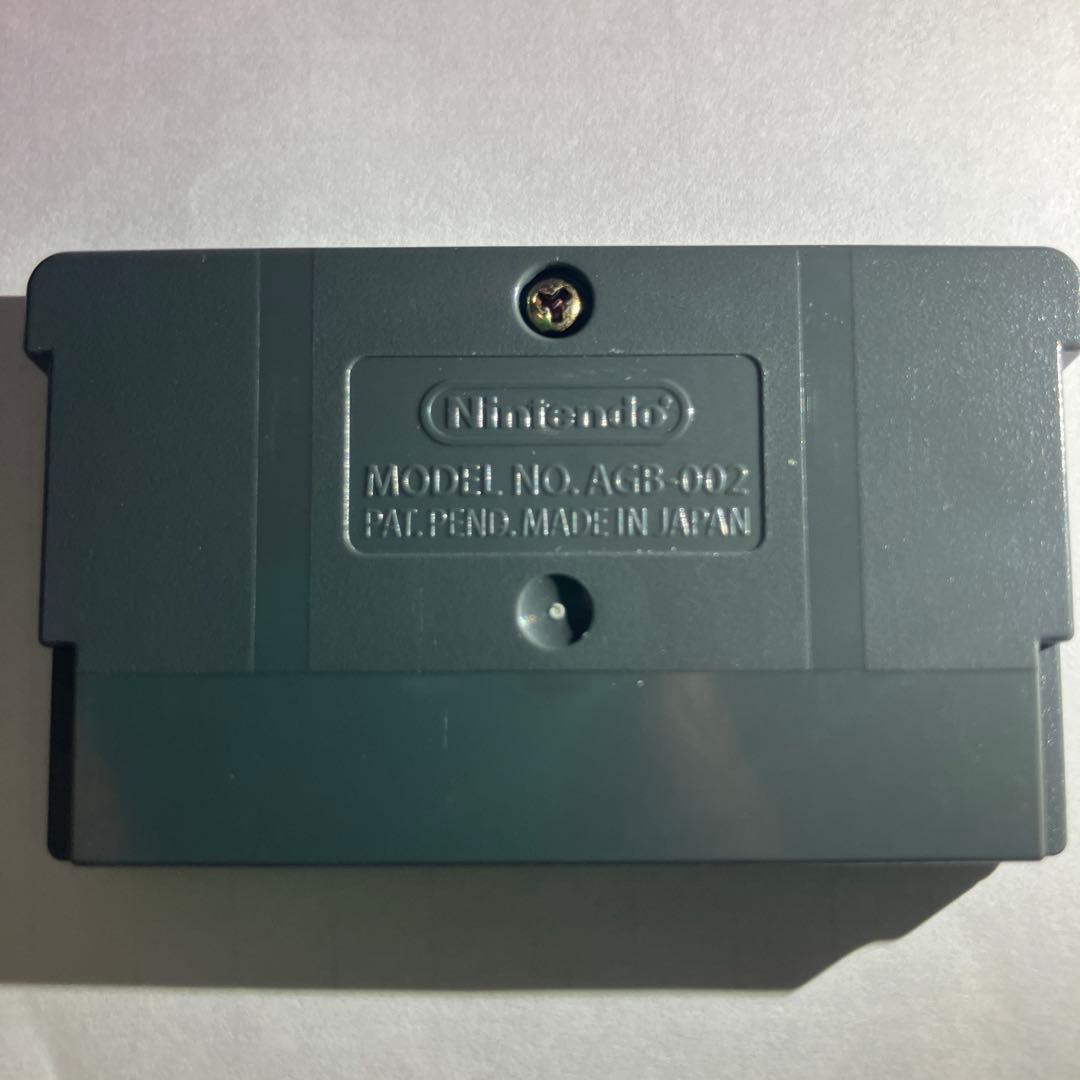 Nintendo
MODEL NO. AGB-002
PAT. PEND. MADE IN JAPAN